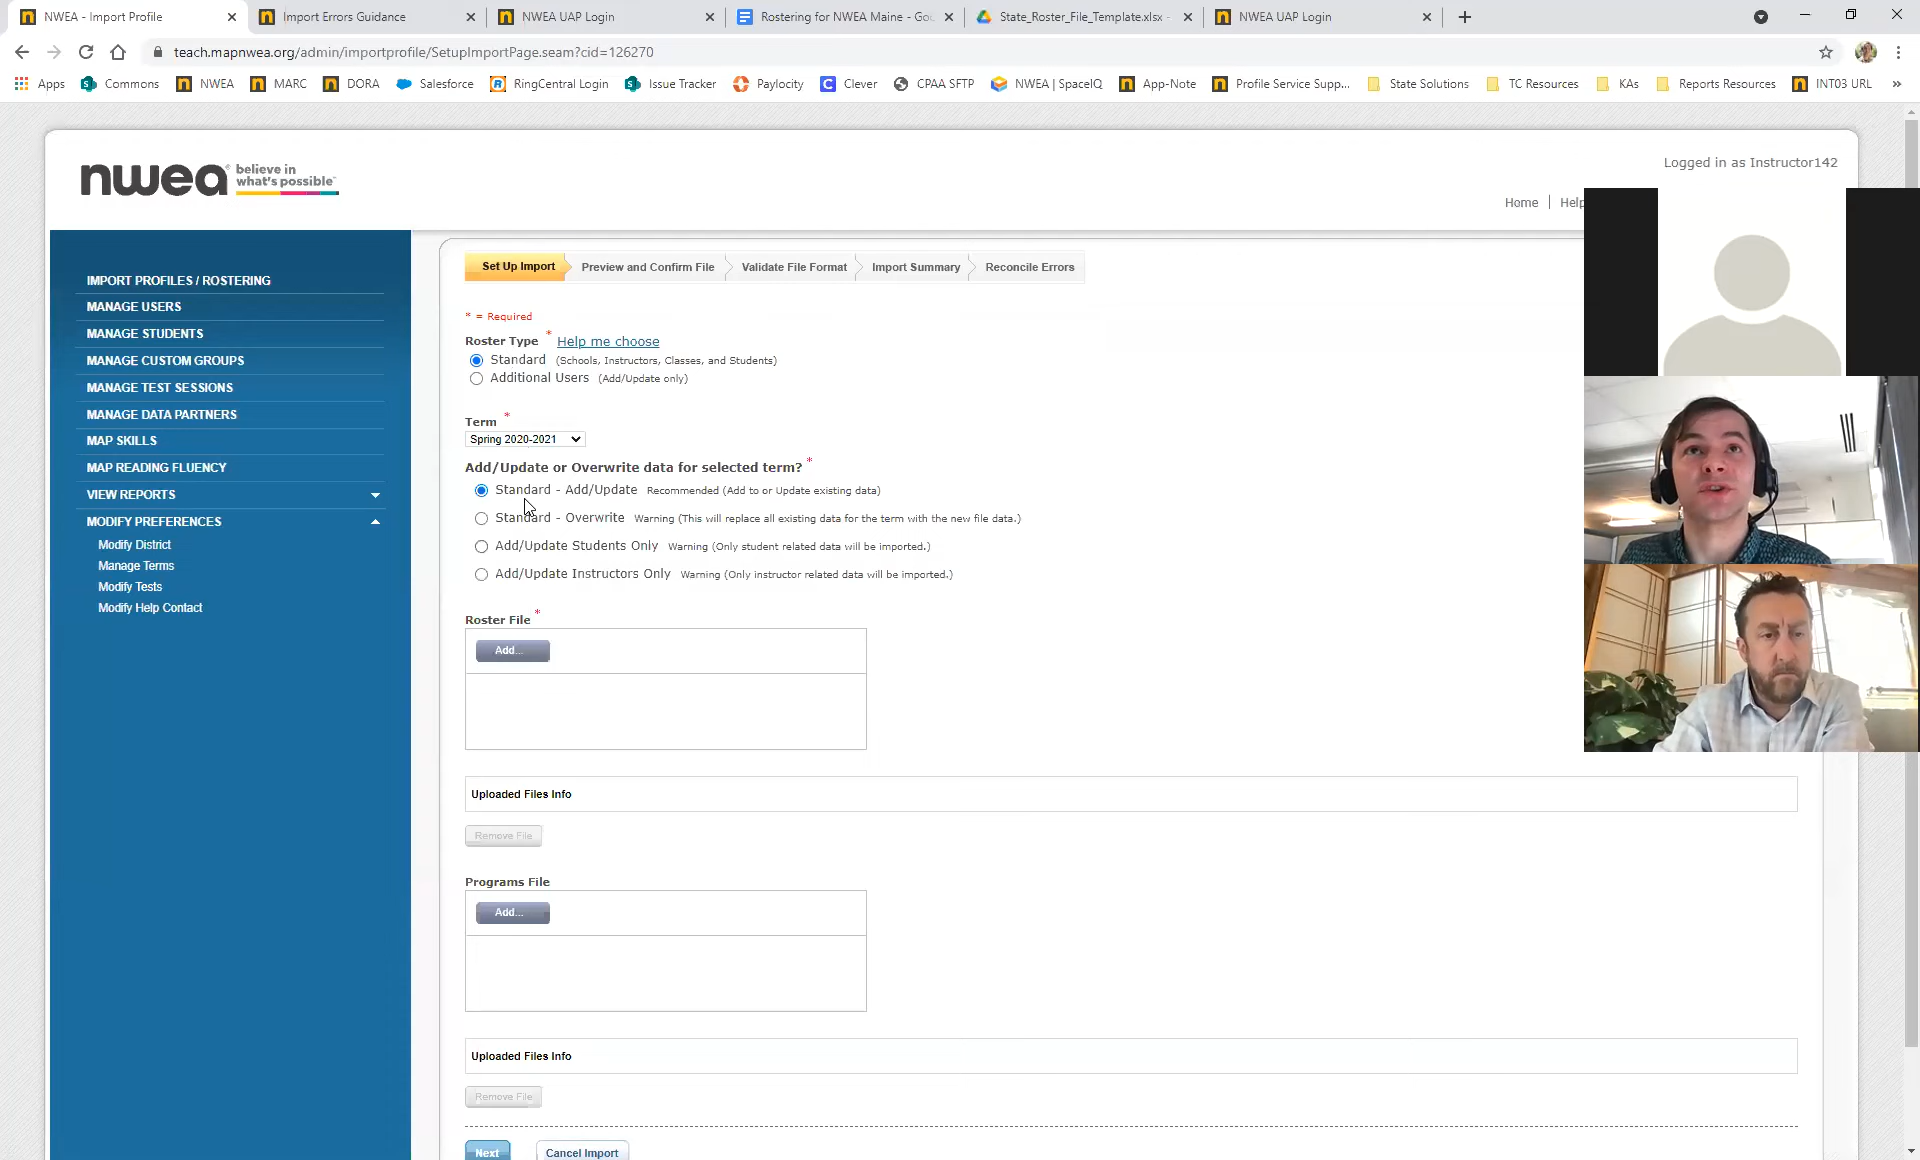 NWEA - Import Profile
Import Errors Guidance
NWEA UAP Login
Rostering for NWEA Maine - Go
State_Roster_File_Template.xlsx -
NWEA UAP Login
teach.mapnwea.org/admin/importprofile/SetupImportPage.seam?cid=126270
Apps
Commons
NWEA
MARC
DORA
Salesforce
RingCentral Login
Issue Tracker
Paylocity
Clever
CPAA SFTP
NWEA | SpaceIQ
App-Note
Profile Service Supp...
State Solutions
TC Resources
KAs
Reports Resources
INT03 URL
»
nwea believe in
what's possible
Logged in as Instructor142
Home | Help
IMPORT PROFILES / ROSTERING
MANAGE USERS
MANAGE STUDENTS
MANAGE CUSTOM GROUPS
MANAGE TEST SESSIONS
MANAGE DATA PARTNERS
MAP SKILLS
MAP READING FLUENCY
VIEW REPORTS
MODIFY PREFERENCES
Modify District
Manage Terms
Modify Tests
Modify Help Contact
Set Up Import
Preview and Confirm File
Validate File Format
Import Summary
Reconcile Errors
* = Required
Roster Type * Help me choose
Standard (Schools, Instructors, Classes, and Students)
Additional Users (Add/Update only)
Term *
Spring 2020-2021
Add/Update or Overwrite data for selected term? *
Standard - Add/Update Recommended (Add to or Update existing data)
Standard - Overwrite Warning (This will replace all existing data for the term with the new file data.)
Add/Update Students Only Warning (Only student related data will be imported.)
Add/Update Instructors Only Warning (Only instructor related data will be imported.)
Roster File *
Add...
Uploaded Files Info
Remove File
Programs File
Add...
Uploaded Files Info
Remove File
Next
Cancel Import